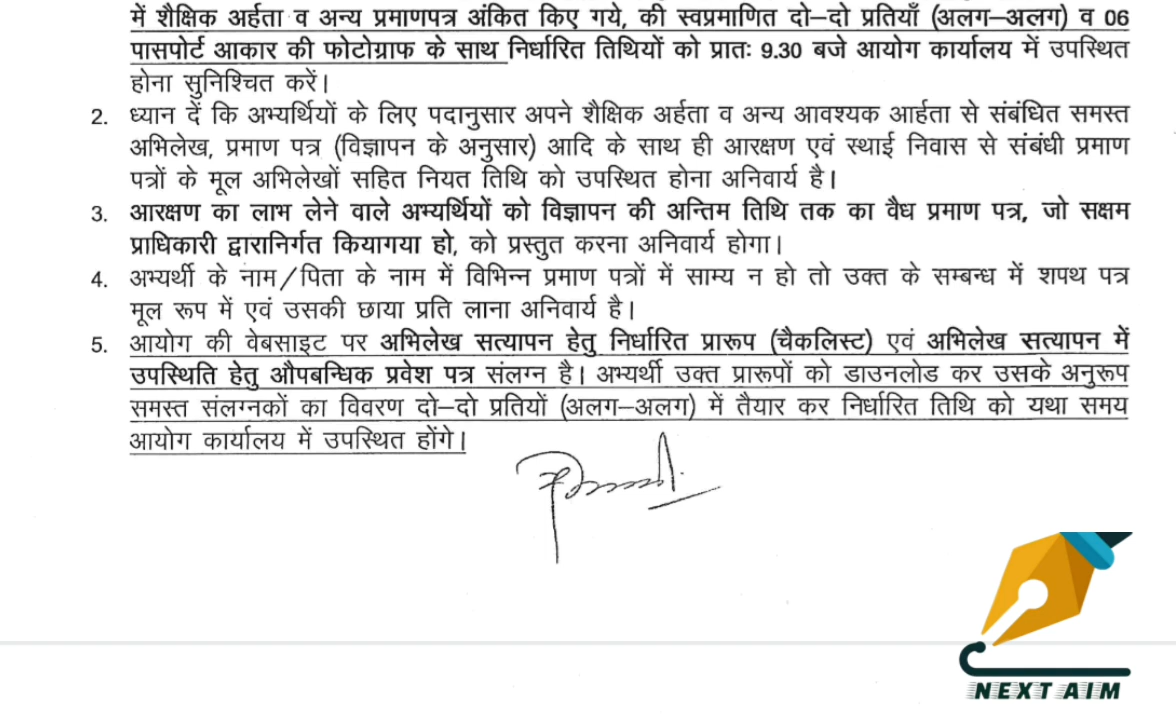 में शैक्षिक अर्हता व अन्य प्रमाणपत्र अंकित किए गये, की स्वप्रमाणित दो–दो प्रतियाँ (अलग–अलग) व 06
पासपोर्ट आकार की फोटोग्राफ के साथ निर्धारित तिथियों को प्रातः 9.30 बजे आयोग कार्यालय में उपस्थित
होना सुनिश्चित करें।
2. ध्यान दें कि अभ्यर्थियों के लिए पदानुसार अपने शैक्षिक अर्हता व अन्य आवश्यक आर्हता से संबंधित समस्त
अभिलेख, प्रमाण पत्र (विज्ञापन के अनुसार) आदि के साथ ही आरक्षण एवं स्थाई निवास से संबंधी प्रमाण
पत्रों के मूल अभिलेखों सहित नियत तिथि को उपस्थित होना अनिवार्य है।
3. आरक्षण का लाभ लेने वाले अभ्यर्थियों को विज्ञापन की अन्तिम तिथि तक का वैध प्रमाण पत्र, जो सक्षम
प्राधिकारी द्वारानिर्गत कियागया हो, को प्रस्तुत करना अनिवार्य होगा।
4. अभ्यर्थी के नाम/पिता के नाम में विभिन्न प्रमाण पत्रों में साम्य न हो तो उक्त के सम्बन्ध में शपथ पत्र
मूल रूप में एवं उसकी छाया प्रति लाना अनिवार्य है।
5. आयोग की वेबसाइट पर अभिलेख सत्यापन हेतु निर्धारित प्रारूप (चैकलिस्ट) एवं अभिलेख सत्यापन में
उपस्थिति हेतु औपबन्धिक प्रवेश पत्र संलग्न है। अभ्यर्थी उक्त प्रारूपों को डाउनलोड कर उसके अनुरूप
समस्त संलग्नकों का विवरण दो–दो प्रतियों (अलग–अलग) में तैयार कर निर्धारित तिथि को यथा समय
आयोग कार्यालय में उपस्थित होंगे।
NEXT AIM